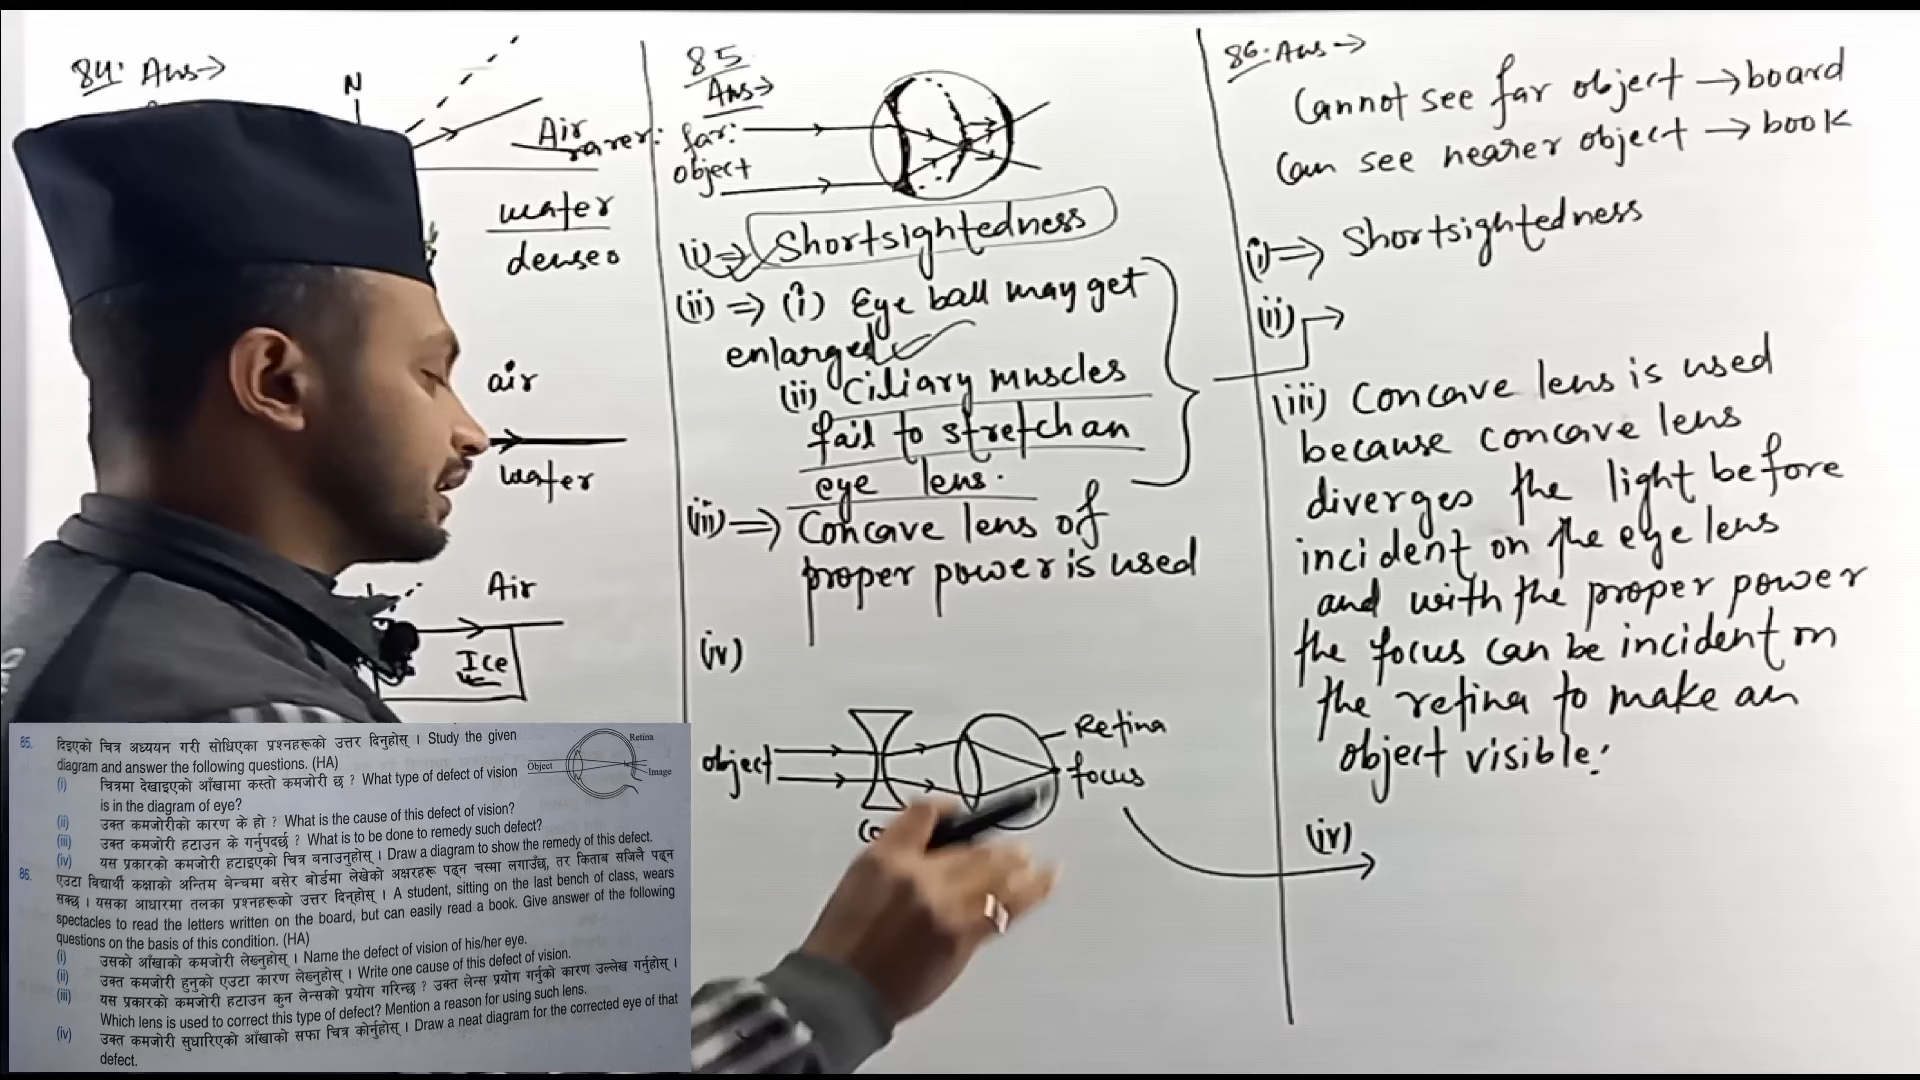 84. Ans→
N
Air
rarer:
water
denser
air
water
Air
Ice
85
Ans→
far:
object
(i)⇒ Shortsightedness
(ii) ⇒ (i) Eye ball may get
enlarged
(ii) Ciliary muscles
fail to stretch an
eye lens.
(iii) ⇒ Concave lens of
proper power is used
(iv)
object
Retina
focus
86. Ans→
Cannot see far object → board
Can see nearer object → book
(i)⇒ Shortsightedness
(ii)
(iii) Concave lens is used
because concave lens
diverges the light before
incident on the eye lens
and with the proper power
the focus can be incident on
the retina to make an
object visible.
(iv)
85. दिइएको चित्र अध्ययन गरी सोधिएका प्रश्नहरूको उत्तर दिनुहोस् । Study the given
diagram and answer the following questions. (HA)
Retina
Object
Image
(i) चित्रमा देखाइएको आँखामा कस्तो कमजोरी छ ? What type of defect of vision
is in the diagram of eye?
(ii) उक्त कमजोरीको कारण के हो ? What is the cause of this defect of vision?
(iii) उक्त कमजोरी हटाउन के गर्नुपदर्छ ? What is to be done to remedy such defect?
(iv) यस प्रकारको कमजोरी हटाइएको चित्र बनाउनुहोस् । Draw a diagram to show the remedy of this defect.
86. एउटा विद्यार्थी कक्षाको अन्तिम बेन्चमा बसेर बोर्डमा लेखेको अक्षरहरू पढ्न चस्मा लगाउँछ, तर किताब सजिलै पढ्न
सक्छ । यसका आधारमा तलका प्रश्नहरूको उत्तर दिनहोस् । A student, sitting on the last bench of class, wears
spectacles to read the letters written on the board, but can easily read a book. Give answer of the following
questions on the basis of this condition. (HA)
(i) उसको आँखाको कमजोरी लेख्नुहोस् । Name the defect of vision of his/her eye.
(ii) उक्त कमजोरी हुनुको एउटा कारण लेख्नुहोस् । Write one cause of this defect of vision.
(iii) यस प्रकारको कमजोरी हटाउन कुन लेन्सको प्रयोग गरिन्छ ? उक्त लेन्स प्रयोग गर्नुको कारण उल्लेख गर्नुहोस् ।
Which lens is used to correct this type of defect? Mention a reason for using such lens.
(iv) उक्त कमजोरी सुधारिएको आँखाको सफा चित्र कोर्नुहोस् । Draw a neat diagram for the corrected eye of that
defect.